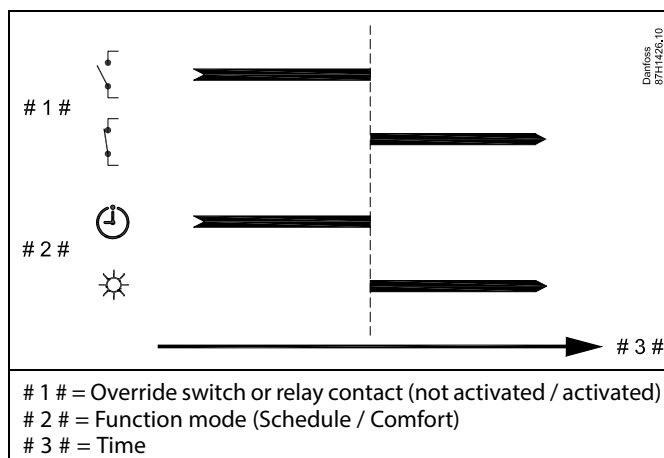 Danfoss
87H1426.10
# 1 #
# 2 #
# 3 #
# 1 # = Override switch or relay contact (not activated / activated)
# 2 # = Function mode (Schedule / Comfort)
# 3 # = Time